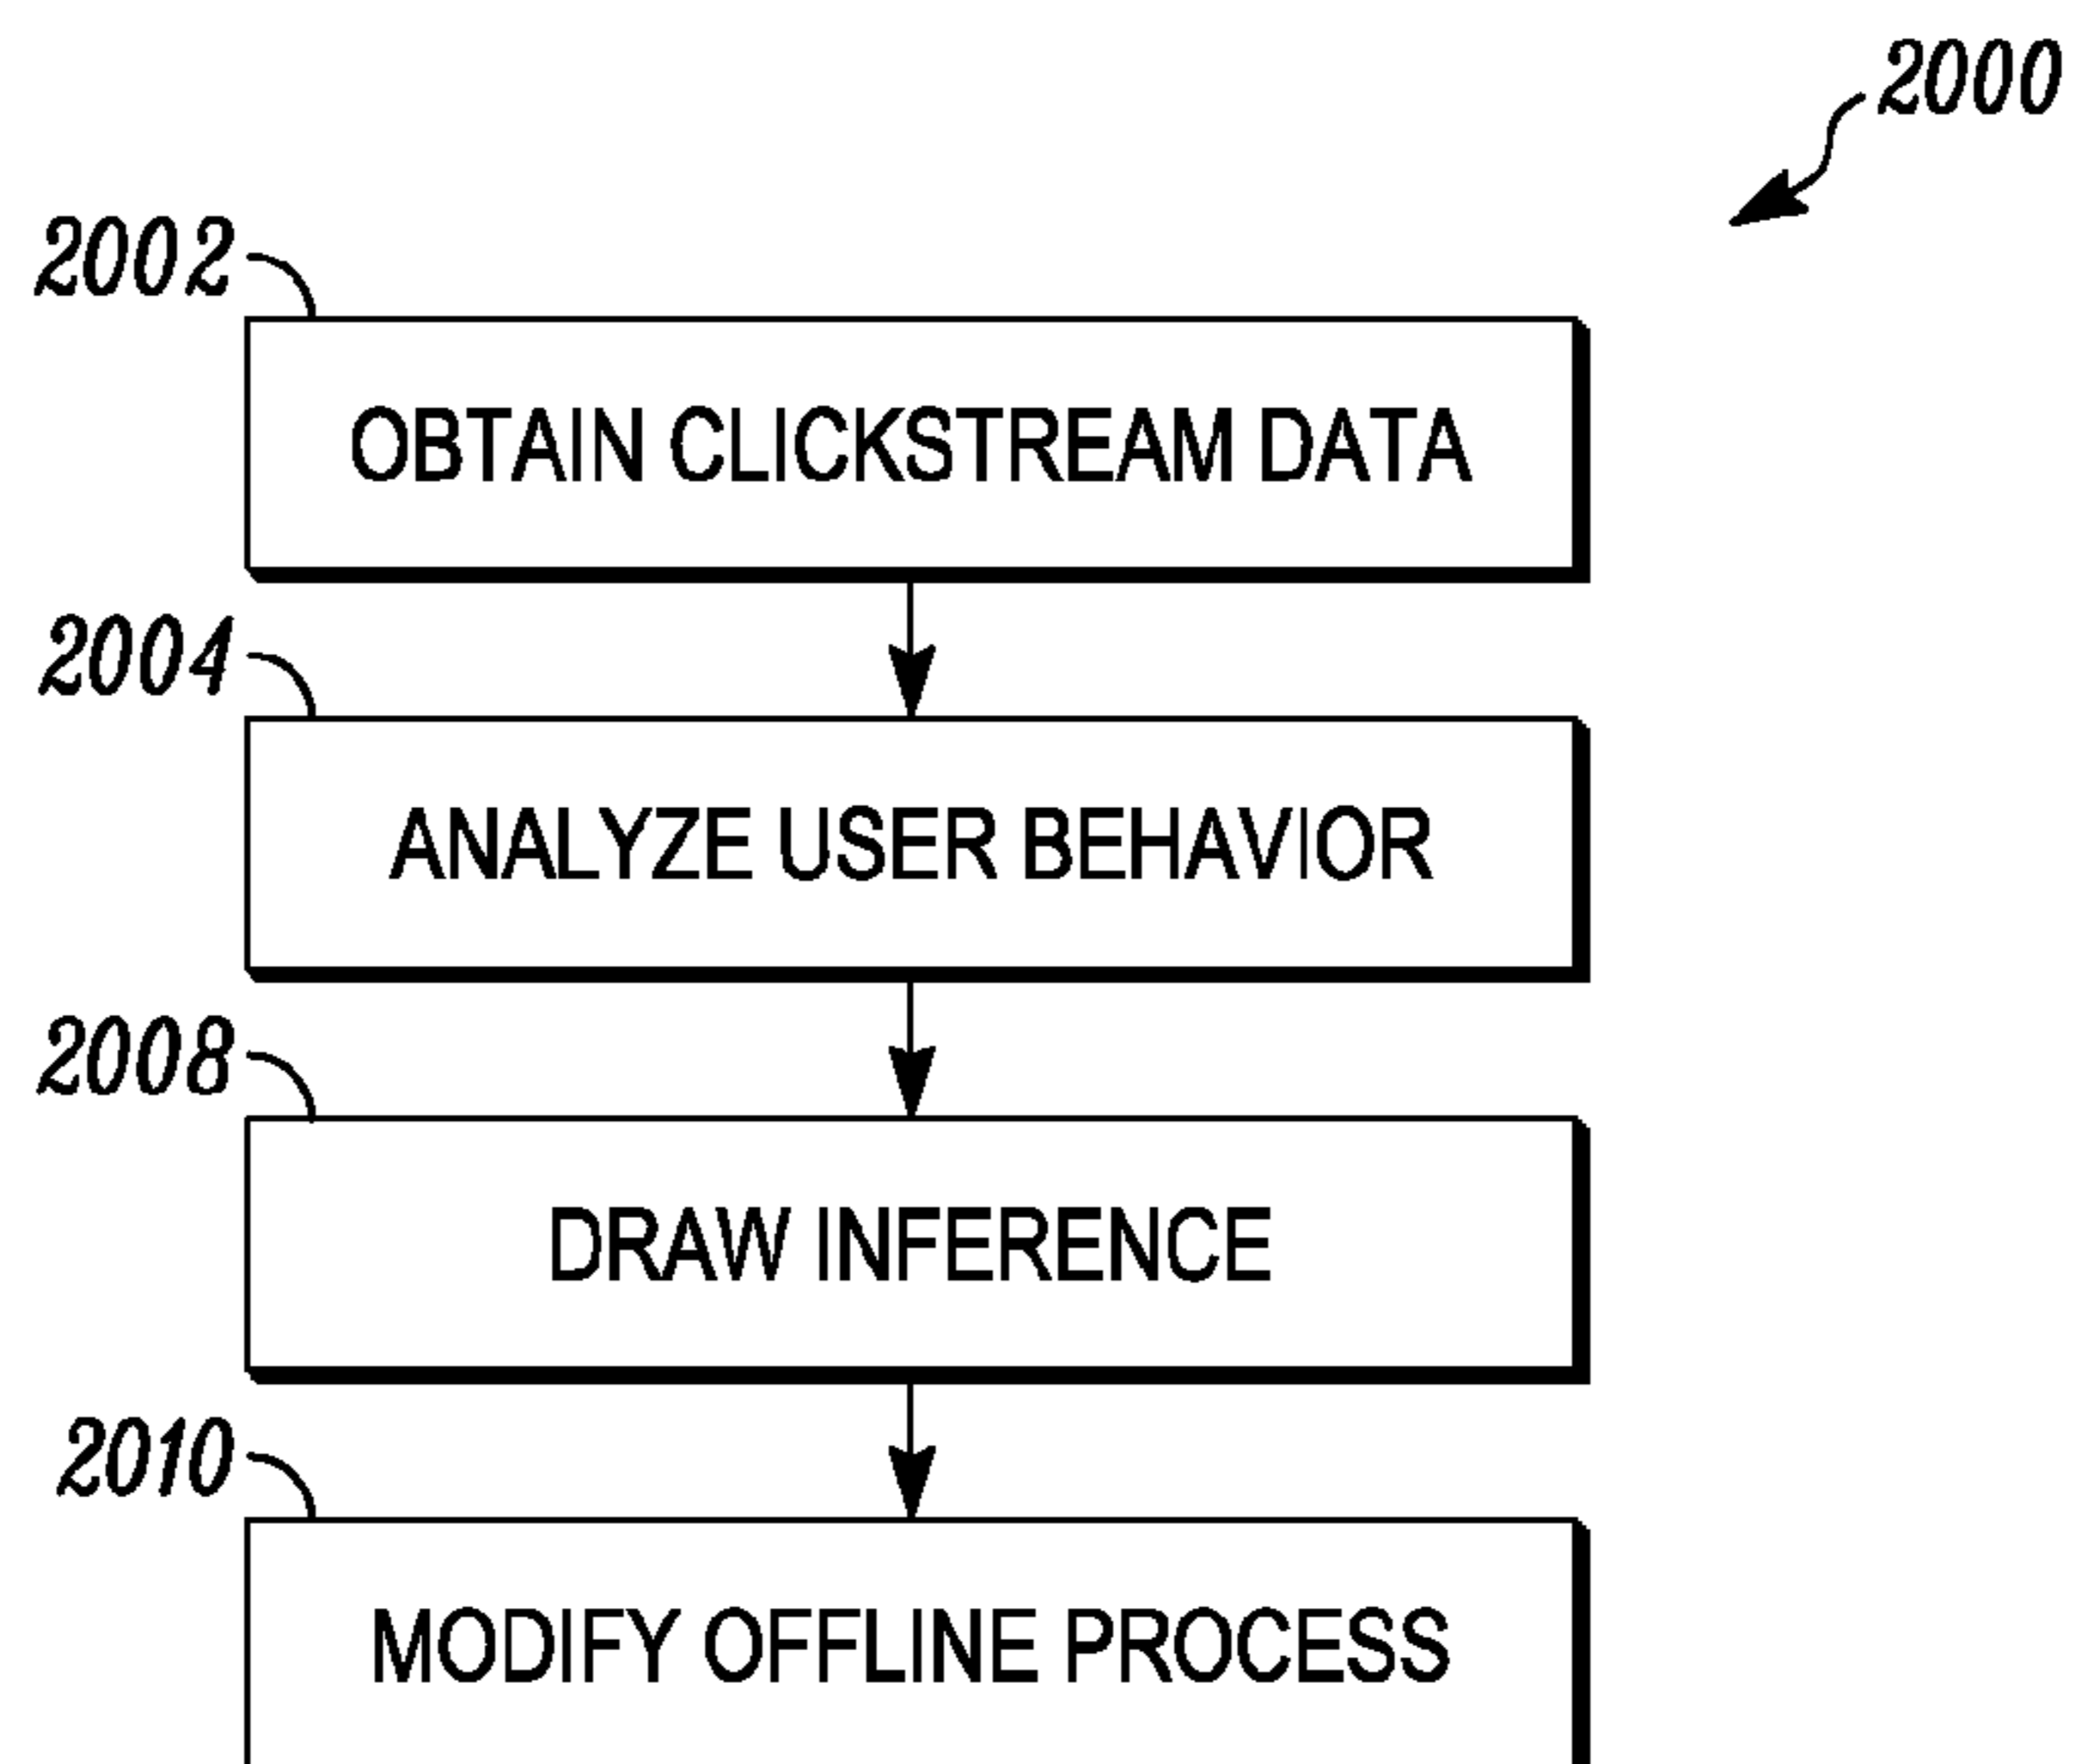 2000
2002
OBTAIN CLICKSTREAM DATA
2004
ANALYZE USER BEHAVIOR
2008
DRAW INFERENCE
2010
MODIFY OFFLINE PROCESS